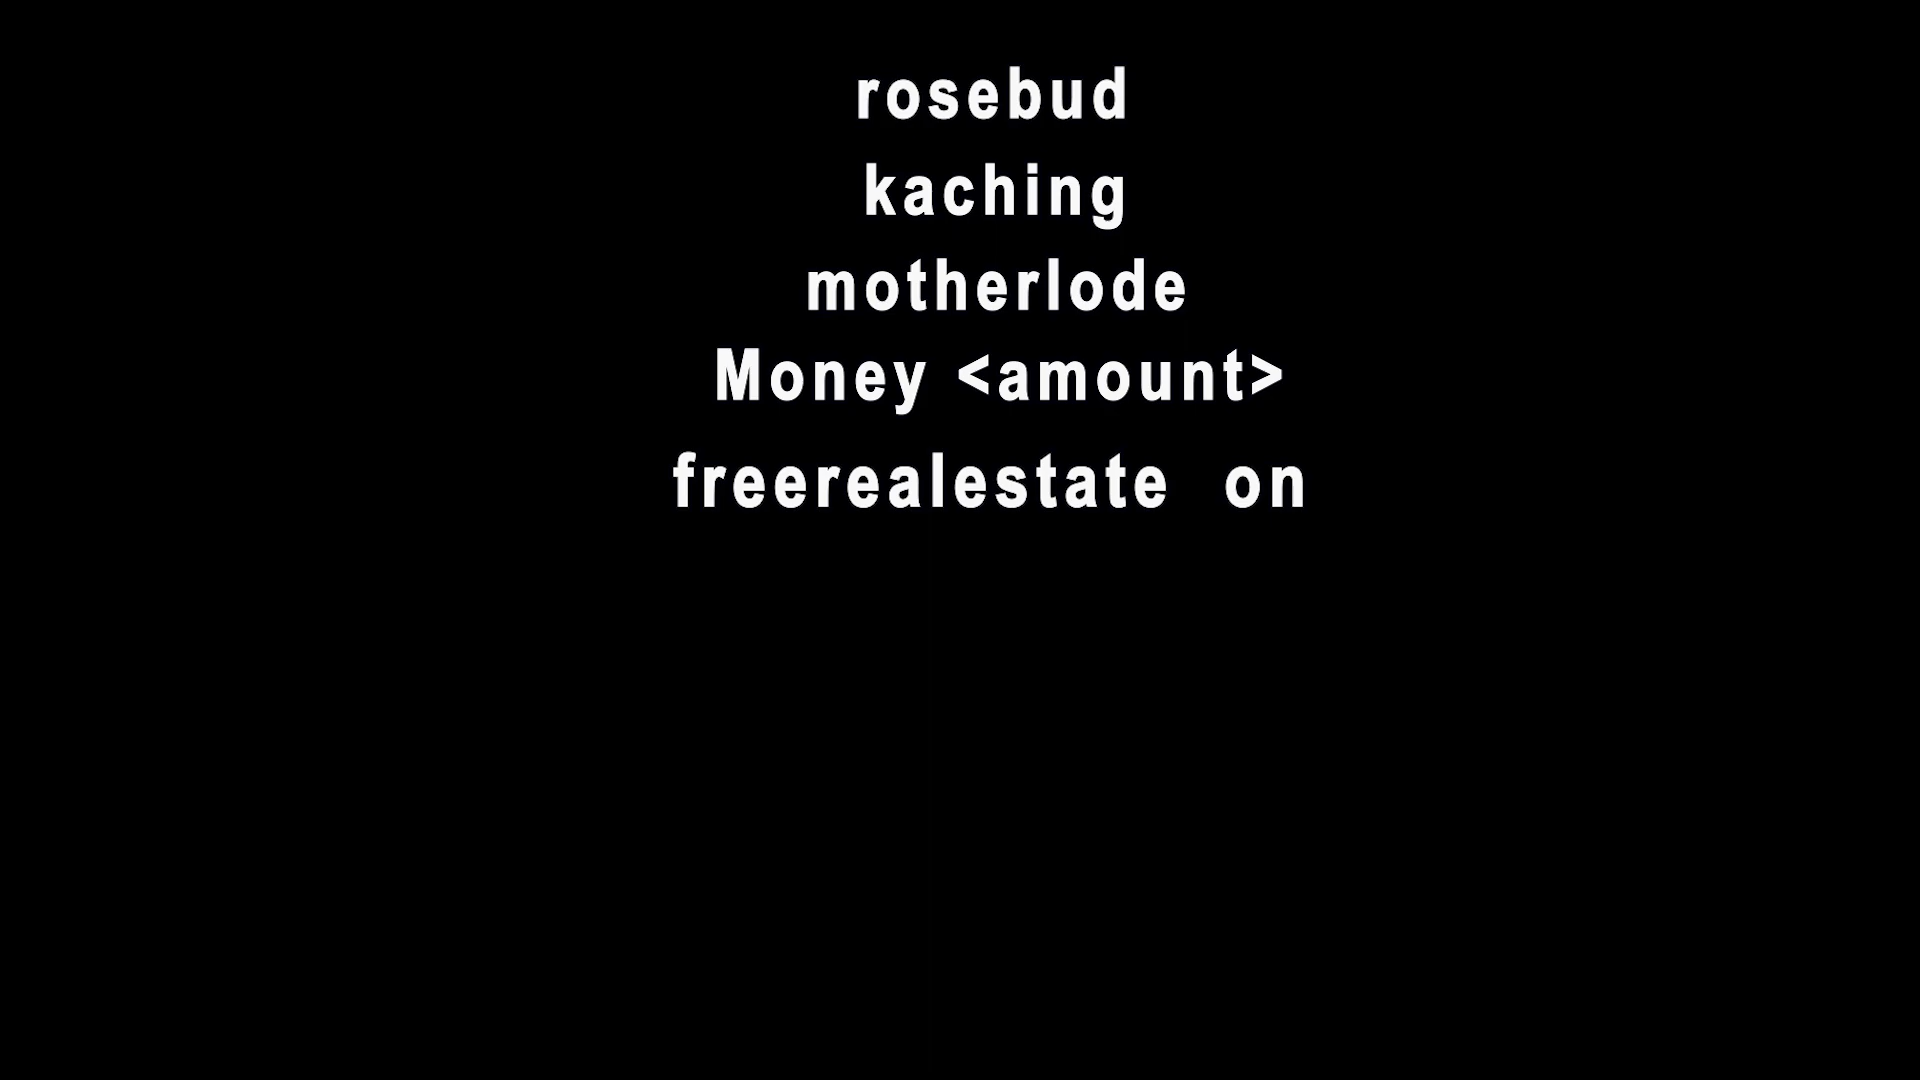 rosebud
kaching
motherlode
Money <amount>
freerealestate on